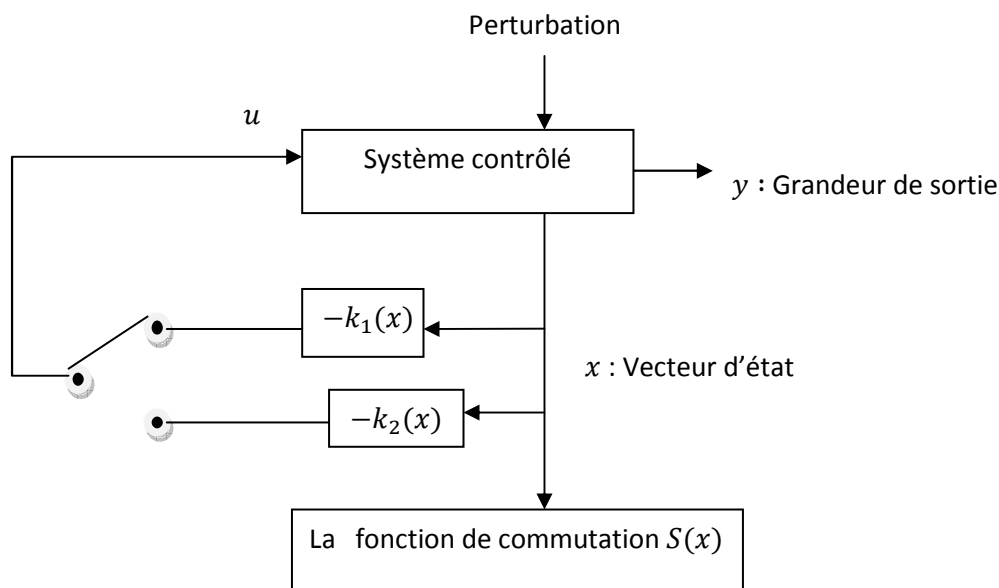 Perturbation
u
Système contrôlé
y : Grandeur de sortie
−k₁(x)
x : Vecteur d’état
−k₂(x)
La fonction de commutation S(x)